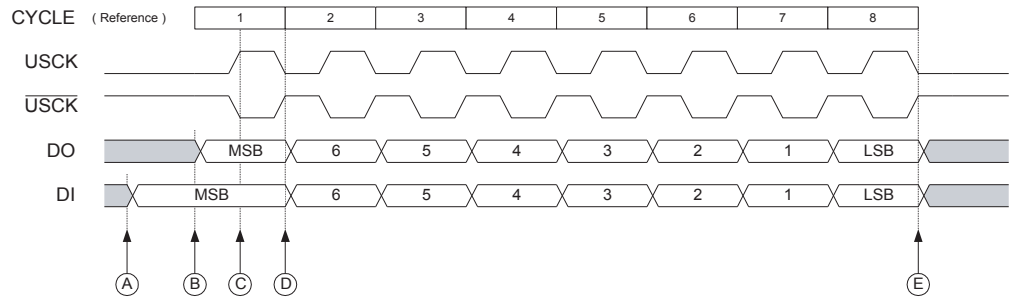 CYCLE ( Reference ) 1 2 3 4 5 6 7 8
USCK
USCK
DO MSB 6 5 4 3 2 1 LSB
DI MSB 6 5 4 3 2 1 LSB
A B C D E